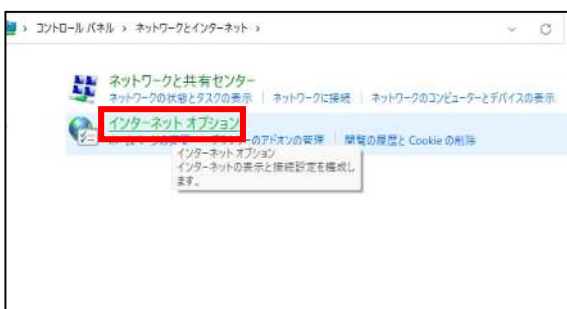 › コントロール パネル › ネットワークとインターネット ›
ネットワークと共有センター
ネットワークの状態とタスクの表示 | ネットワークに接続 | ネットワークのコンピューターとデバイスの表示
インターネット オプション
のアドオンの管理 | 閲覧の履歴と Cookie の削除
インターネット オプション
インターネットの表示と接続設定を構成し
ます。